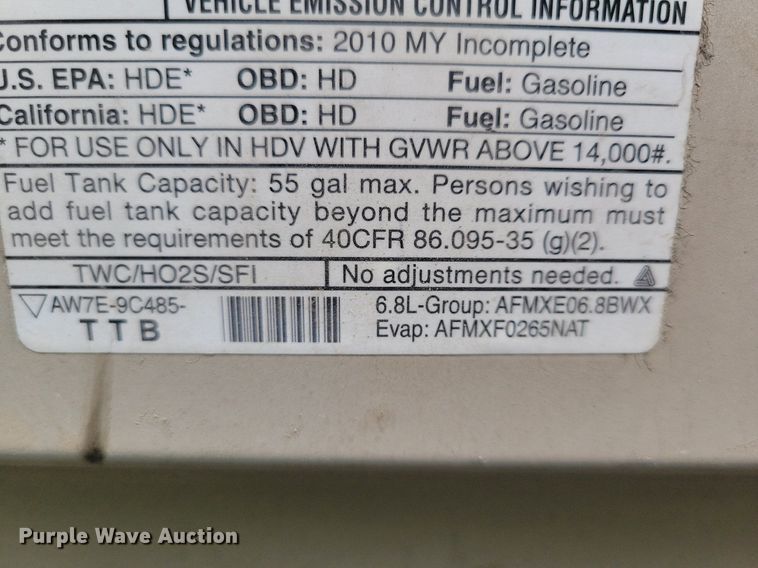 VEHICLE EMISSION CONTROL INFORMATION
Conforms to regulations: 2010 MY Incomplete
U.S. EPA: HDE* OBD: HD Fuel: Gasoline
California: HDE* OBD: HD Fuel: Gasoline
* FOR USE ONLY IN HDV WITH GVWR ABOVE 14,000#.
Fuel Tank Capacity: 55 gal max. Persons wishing to
add fuel tank capacity beyond the maximum must
meet the requirements of 40CFR 86.095-35 (g)(2).
TWC/HO2S/SFI No adjustments needed.
AW7E-9C485- 6.8L-Group: AFMXE06.8BWX
TTB Evap: AFMXF0265NAT
Purple Wave Auction